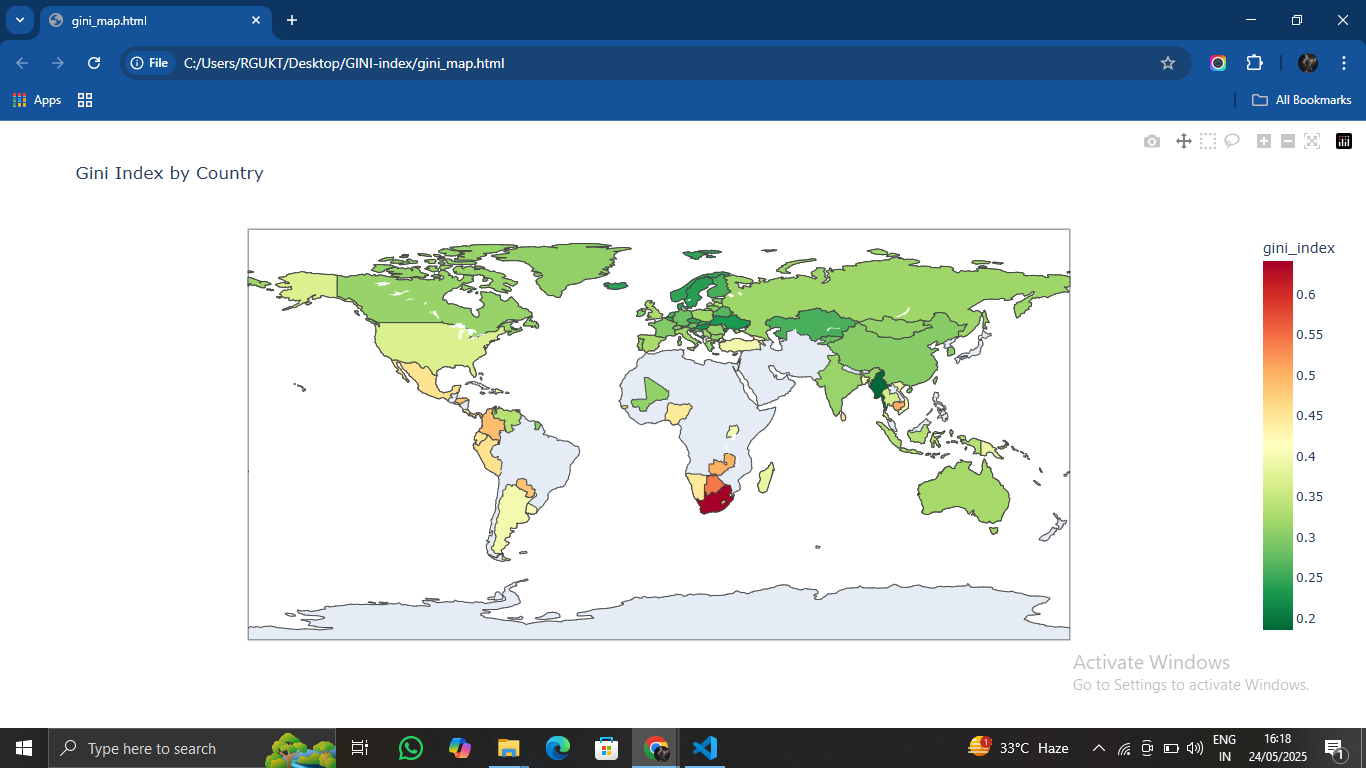 gini_map.html
File
C:/Users/RGUKT/Desktop/GINI-index/gini_map.html
Apps
All Bookmarks
Gini Index by Country
gini_index
0.6
0.55
0.5
0.45
0.4
0.35
0.3
0.25
0.2
Activate Windows
Go to Settings to activate Windows.
Type here to search
1
33°C Haze
ENG
IN
16:18
24/05/2025
1